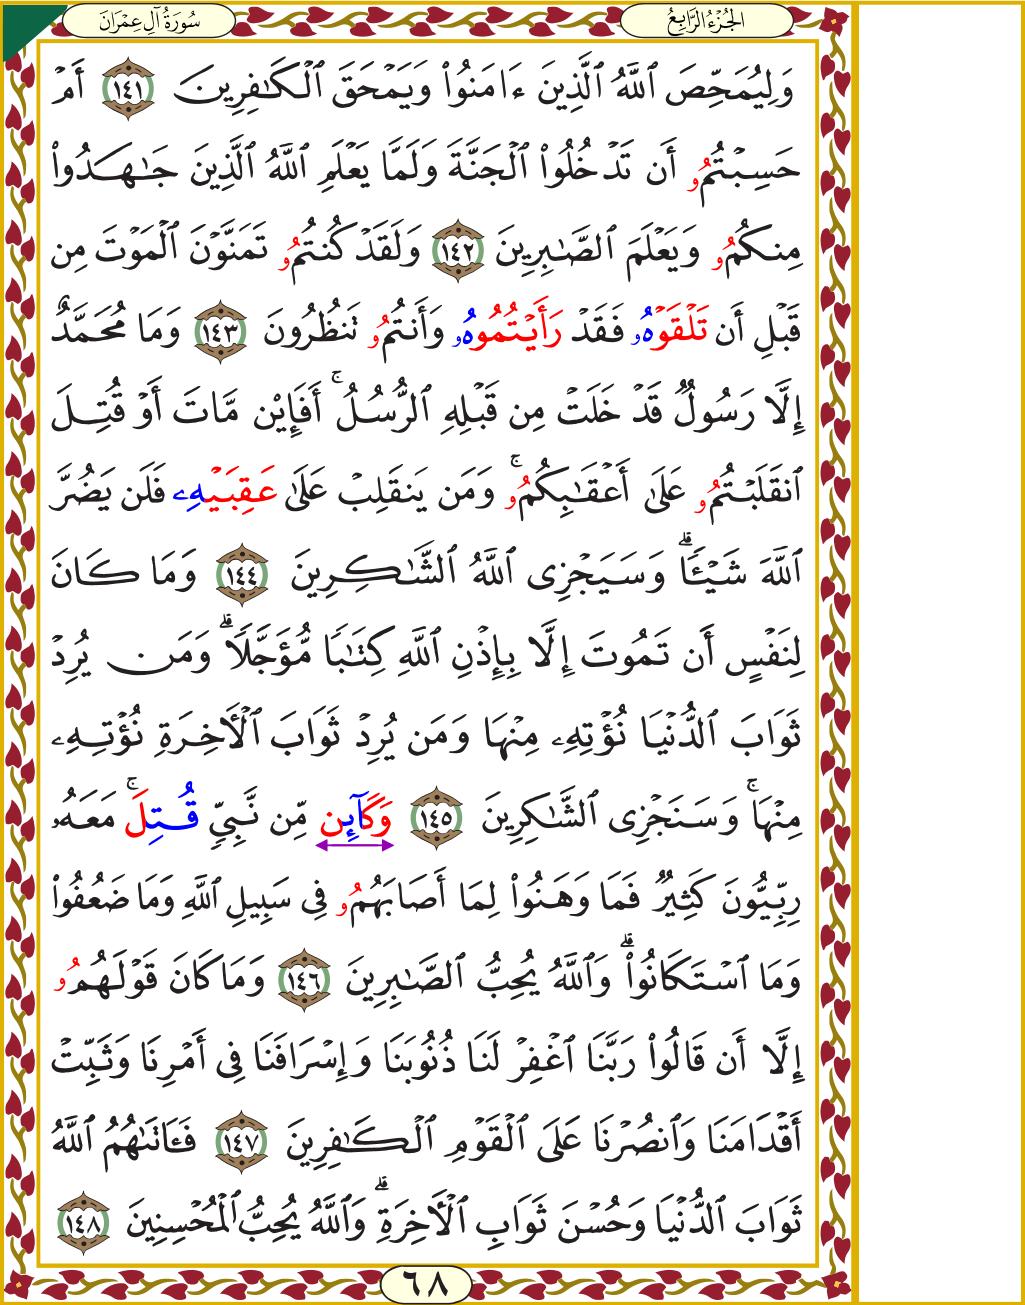 الجُزْءُ الرَّابِعُ
سُورَةُ آلِ عِمْرَانَ
وَلِيُمَحِّصَ ٱللَّهُ ٱلَّذِينَ ءَامَنُوا۟ وَيَمْحَقَ ٱلْكَـٰفِرِينَ ١٤١ أَمْ
حَسِبْتُمُۥ أَن تَدْخُلُوا۟ ٱلْجَنَّةَ وَلَمَّا يَعْلَمِ ٱللَّهُ ٱلَّذِينَ جَـٰهَدُوا۟
مِنكُمُۥ وَيَعْلَمَ ٱلصَّـٰبِرِينَ ١٤٢ وَلَقَدْ كُنتُمُۥ تَمَنَّوْنَ ٱلْمَوْتَ مِن
قَبْلِ أَن تَلْقَوْهُۥ فَقَدْ رَأَيْتُمُوهُۥ وَأَنتُمُۥ تَنظُرُونَ ١٤٣ وَمَا مُحَمَّدٌ
إِلَّا رَسُولٌ قَدْ خَلَتْ مِن قَبْلِهِ ٱلرُّسُلُ ۚ أَفَإِيْن مَّاتَ أَوْ قُتِلَ
ٱنقَلَبْتُمُۥ عَلَىٰ أَعْقَـٰبِكُمُۥ ۚ وَمَن يَنقَلِبْ عَلَىٰ عَقِبَيْهِۦ فَلَن يَضُرَّ
ٱللَّهَ شَيْـًٔا ۗ وَسَيَجْزِى ٱللَّهُ ٱلشَّـٰكِرِينَ ١٤٤ وَمَا كَانَ
لِنَفْسٍ أَن تَمُوتَ إِلَّا بِإِذْنِ ٱللَّهِ كِتَـٰبًا مُّؤَجَّلًا ۗ وَمَن يُرِدْ
ثَوَابَ ٱلدُّنْيَا نُؤْتِهِۦ مِنْهَا وَمَن يُرِدْ ثَوَابَ ٱلْـَٔاخِرَةِ نُؤْتِهِۦ
مِنْهَا ۚ وَسَنَجْزِى ٱلشَّـٰكِرِينَ ١٤٥ وَكَآئِن مِّن نَّبِىٍّ قُتِلَ ۚ مَعَهُۥ
رِبِّيُّونَ كَثِيرٌ فَمَا وَهَنُوا۟ لِمَا أَصَابَهُمُۥ فِى سَبِيلِ ٱللَّهِ وَمَا ضَعُفُوا۟
وَمَا ٱسْتَكَانُوا۟ ۗ وَٱللَّهُ يُحِبُّ ٱلصَّـٰبِرِينَ ١٤٦ وَمَا كَانَ قَوْلَهُمُۥ
إِلَّا أَن قَالُوا۟ رَبَّنَا ٱغْفِرْ لَنَا ذُنُوبَنَا وَإِسْرَافَنَا فِى أَمْرِنَا وَثَبِّتْ
أَقْدَامَنَا وَٱنصُرْنَا عَلَى ٱلْقَوْمِ ٱلْكَـٰفِرِينَ ١٤٧ فَـَٔاتَىٰهُمُ ٱللَّهُ
ثَوَابَ ٱلدُّنْيَا وَحُسْنَ ثَوَابِ ٱلْـَٔاخِرَةِ ۗ وَٱللَّهُ يُحِبُّ ٱلْمُحْسِنِينَ ١٤٨
٦٨